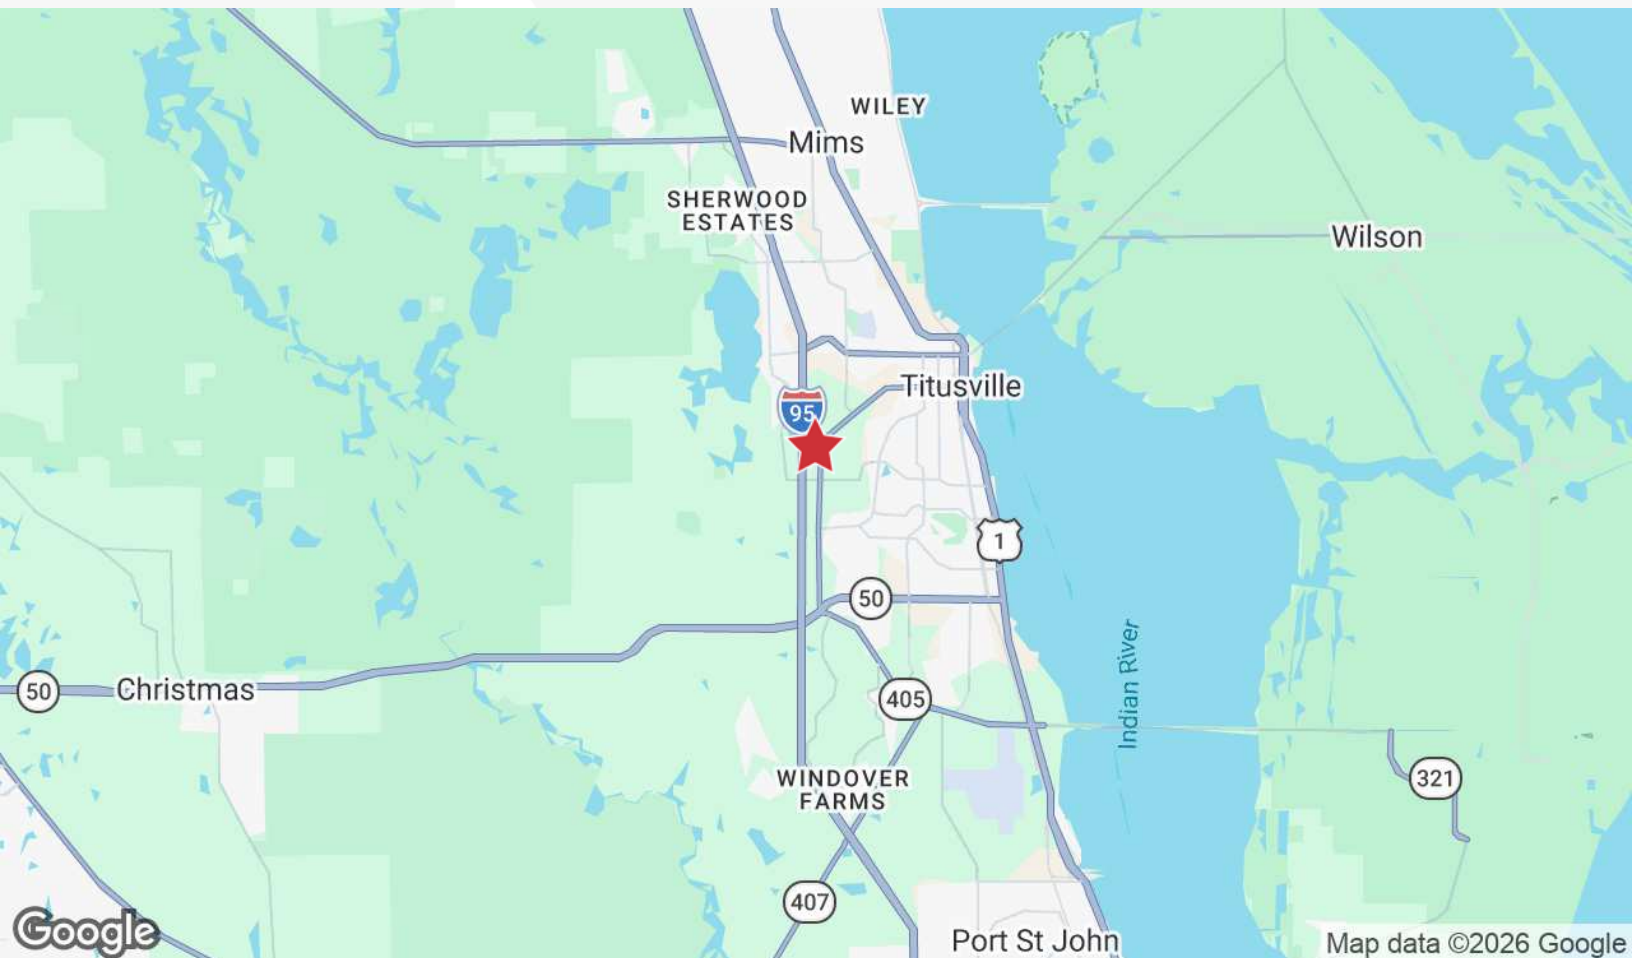 WILEY
Mims
SHERWOOD
ESTATES
Wilson
Titusville
95
1
50
Indian River
50
Christmas
405
WINDOVER
FARMS
321
407
Google
Port St John
Map data ©2026 Google